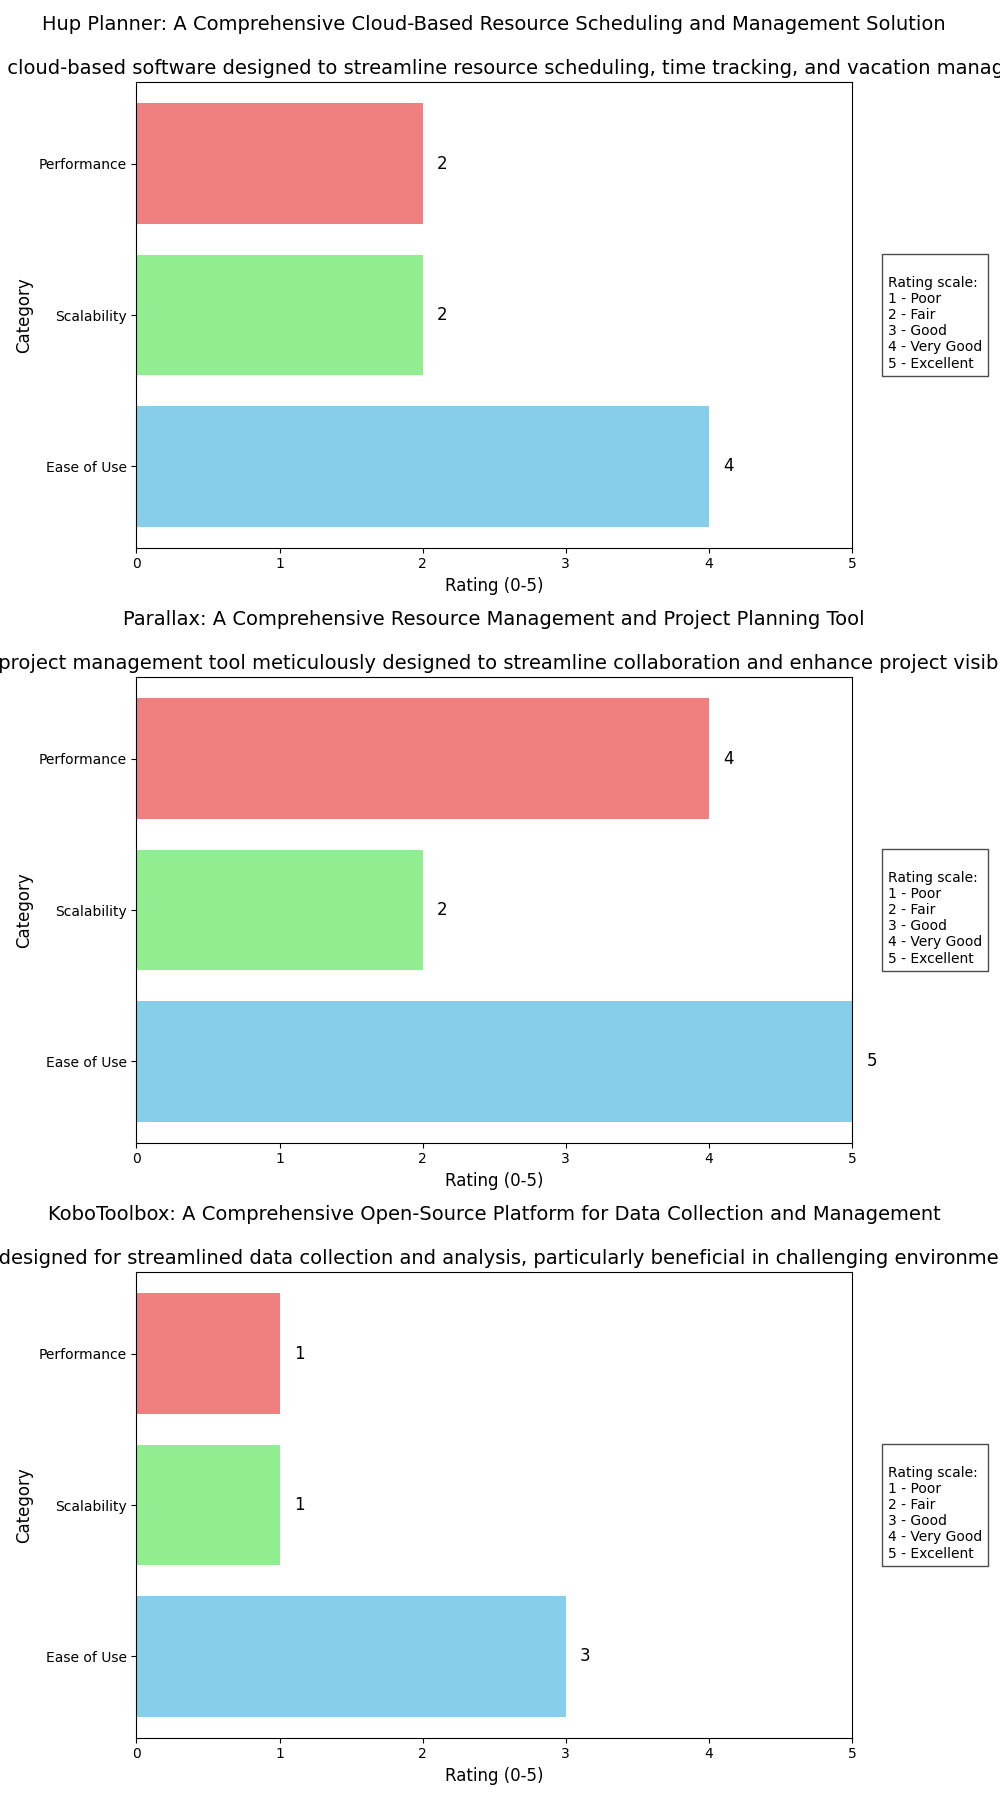 Hup Planner: A Comprehensive Cloud-Based Resource Scheduling and Management Solution
cloud-based software designed to streamline resource scheduling, time tracking, and vacation manag
Performance
2
Scalability
2
Ease of Use
4
Category
0 1 2 3 4 5
Rating (0-5)
Rating scale:
1 - Poor
2 - Fair
3 - Good
4 - Very Good
5 - Excellent
Parallax: A Comprehensive Resource Management and Project Planning Tool
project management tool meticulously designed to streamline collaboration and enhance project visib
Performance
4
Scalability
2
Ease of Use
5
Category
0 1 2 3 4 5
Rating (0-5)
Rating scale:
1 - Poor
2 - Fair
3 - Good
4 - Very Good
5 - Excellent
KoboToolbox: A Comprehensive Open-Source Platform for Data Collection and Management
designed for streamlined data collection and analysis, particularly beneficial in challenging environme
Performance
1
Scalability
1
Ease of Use
3
Category
0 1 2 3 4 5
Rating (0-5)
Rating scale:
1 - Poor
2 - Fair
3 - Good
4 - Very Good
5 - Excellent